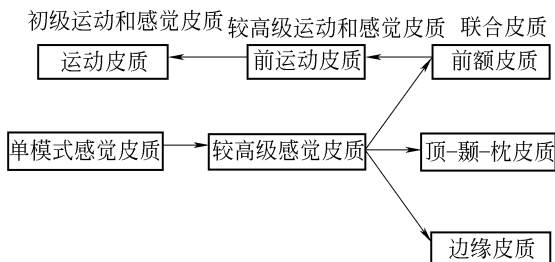 初级运动和感觉皮质
较高级运动和感觉皮质
联合皮质
运动皮质
前运动皮质
前额皮质
单模式感觉皮质
较高级感觉皮质
顶-颞-枕皮质
边缘皮质